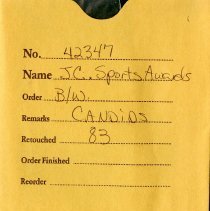 No. 42347
Name J.C. Sports Awards
Order B/W.
Remarks CANDIDS
Retouched 83
Order Finished
Reorder